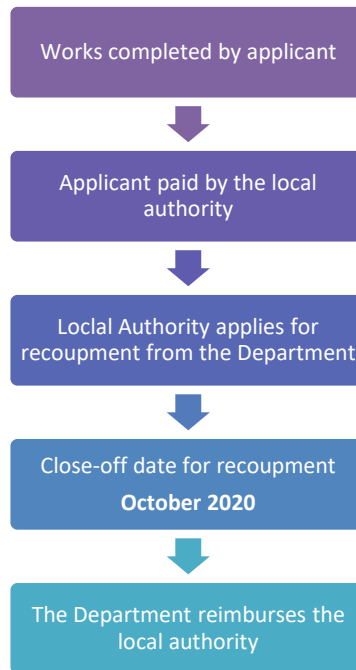 Works completed by applicant
Applicant paid by the local
authority
Loclal Authority applies for
recoupment from the Department
Close-off date for recoupment
October 2020
The Department reimburses the
local authority